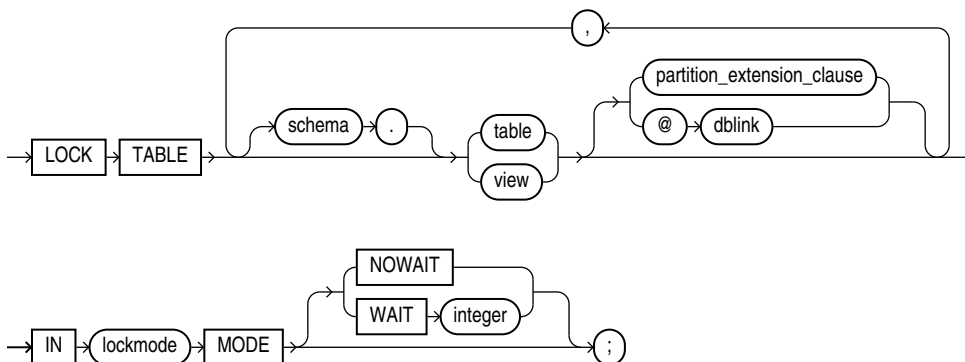 ,
partition_extension_clause
schema . table @ dblink
LOCK TABLE view
NOWAIT
WAIT integer
IN lockmode MODE ;